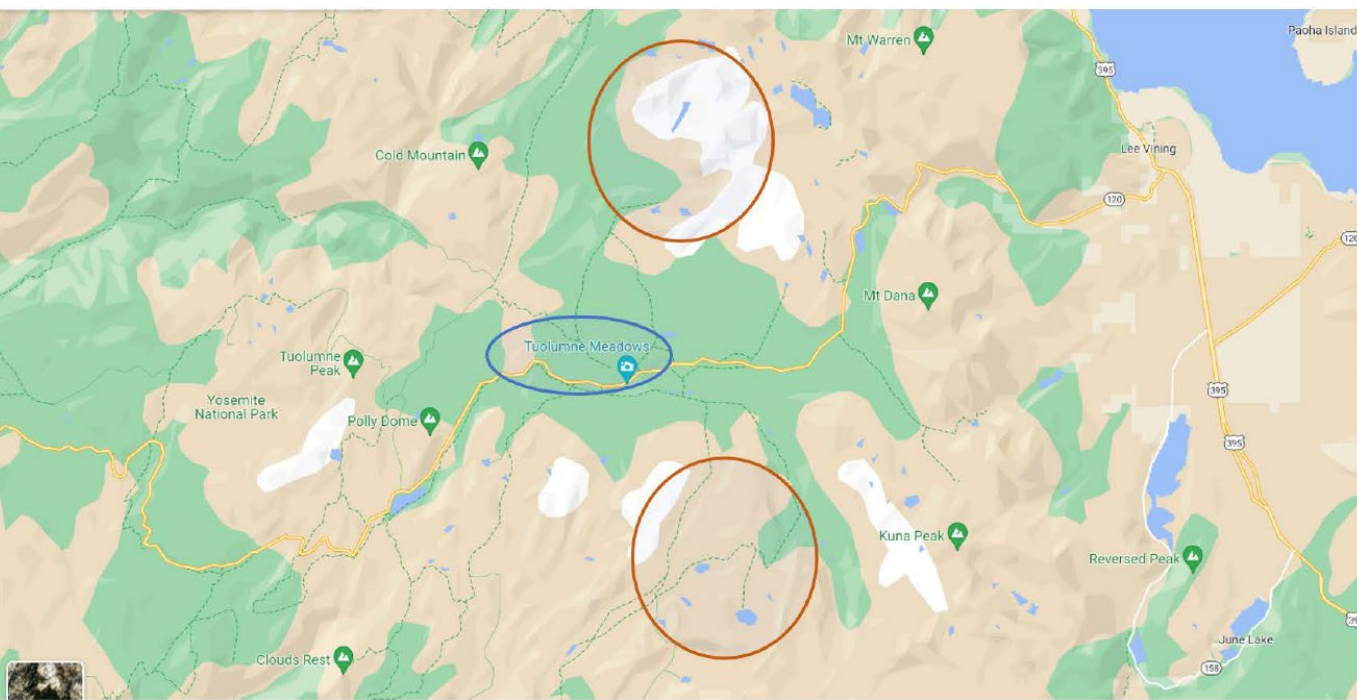 Paoha Island
Mt Warren
395
Cold Mountain
Lee Vining
120
120
Mt Dana
Tuolumne Meadows
Tuolumne
Peak
Yosemite
National Park
Polly Dome
395
395
Kuna Peak
Reversed Peak
June Lake
Clouds Rest
158